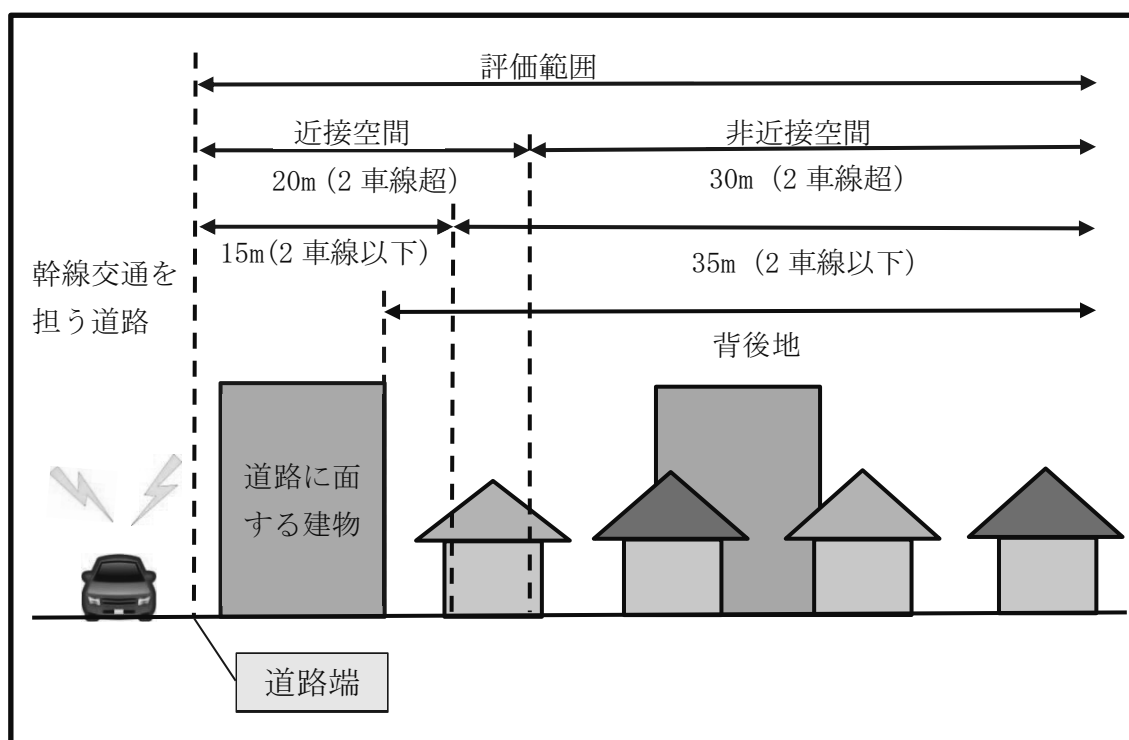 評価範囲
近接空間
非近接空間
20m(2 車線超)
30m (2 車線超)
15m(2 車線以下)
35m (2 車線以下)
幹線交通を
担う道路
背後地
道路に面
する建物
道路端